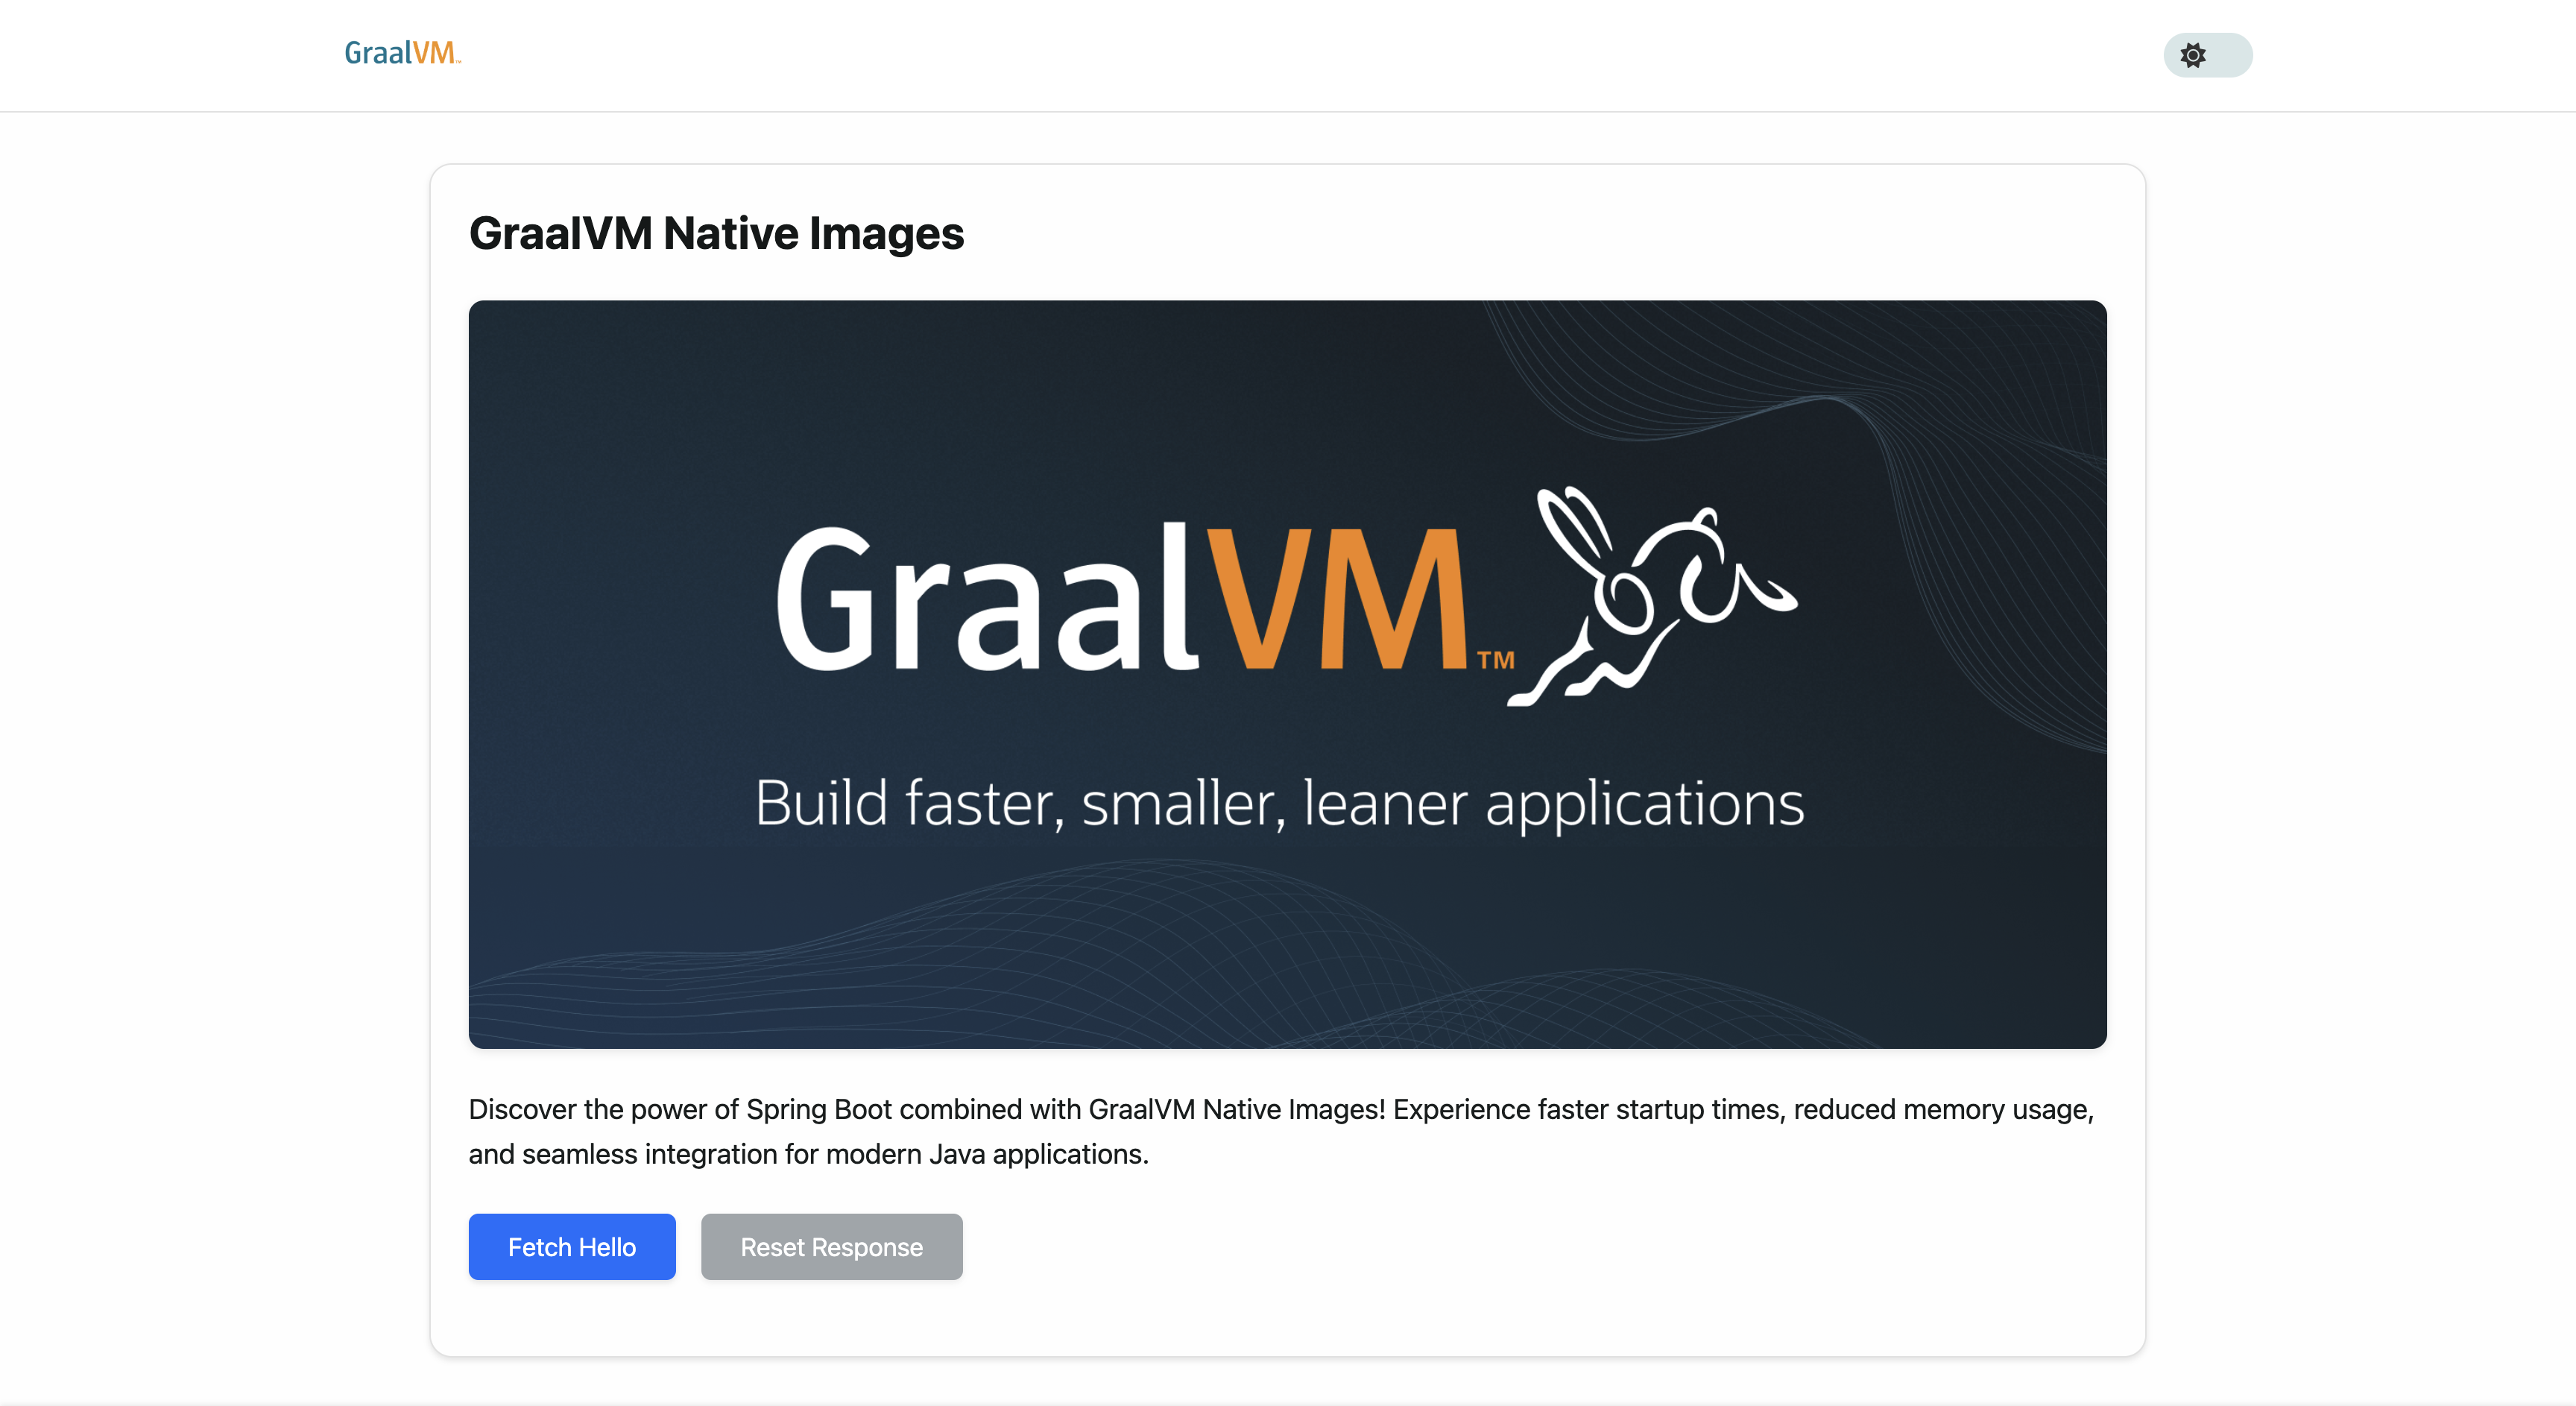 GraalVM™
GraalVM Native Images
GraalVM™
Build faster, smaller, leaner applications
Discover the power of Spring Boot combined with GraalVM Native Images! Experience faster startup times, reduced memory usage,
and seamless integration for modern Java applications.
Fetch Hello
Reset Response